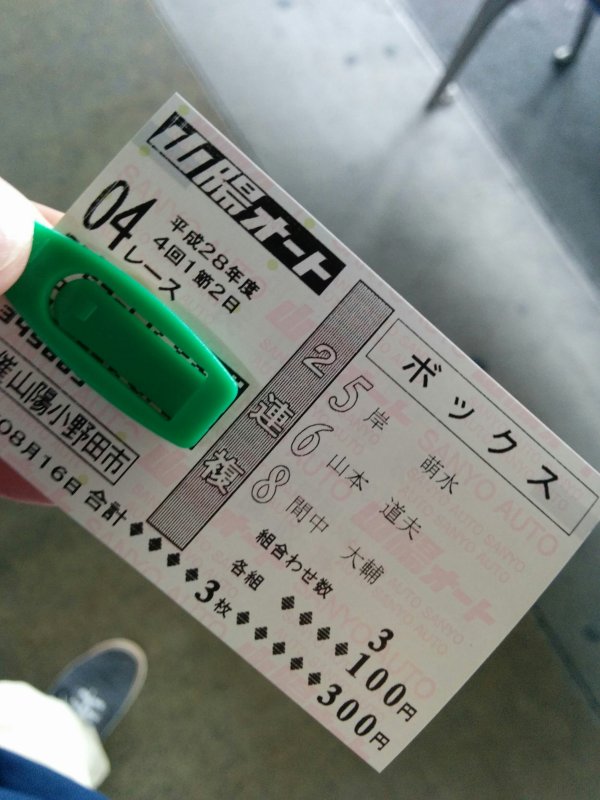 山陽オート
平成28年度
04レース 4回1節2日
催山陽小野田市
08月16日
2連複
ボックス
5 岸 萌水
6 山本 道夫
8 間中 大輔
組合わせ数 3
各組 ◆◆◆◆100円
合計◆◆◆◆3枚◆◆◆◆◆300円
SANYO AUTO